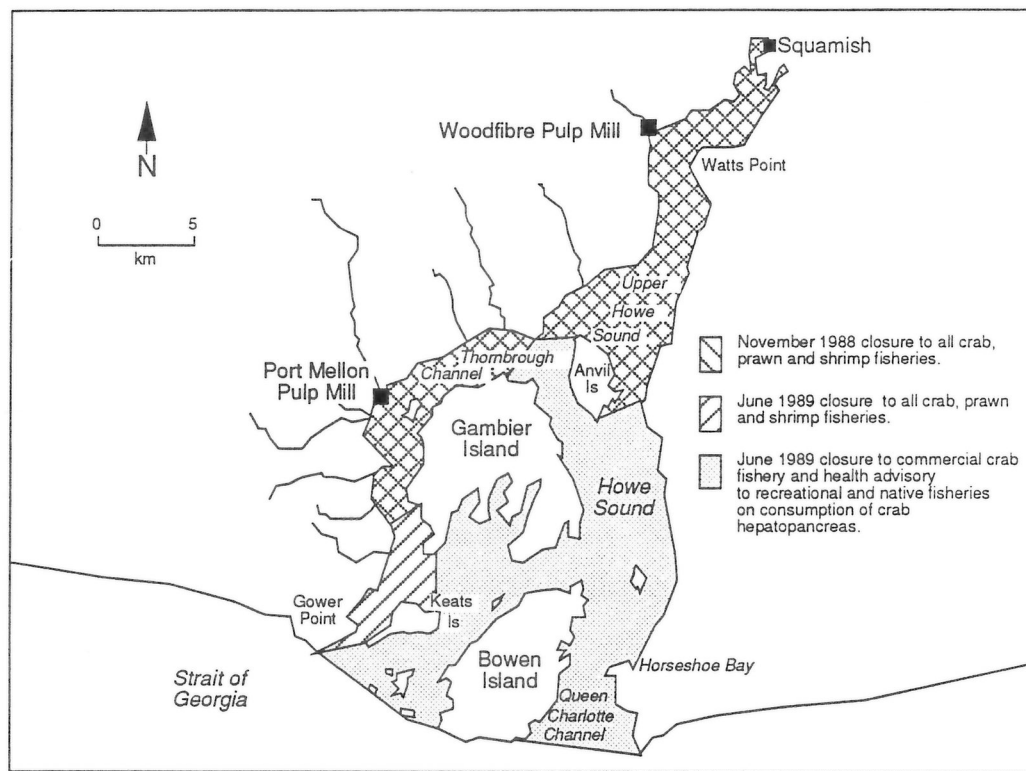 Squamish
Woodfibre Pulp Mill
Watts Point
N
0 5
km
Upper
Howe
Sound
Thornbrough
Channel
Anvil
Is
Port Mellon
Pulp Mill
Gambier
Island
Howe
Sound
November 1988 closure to all crab,
prawn and shrimp fisheries.
June 1989 closure to all crab, prawn
and shrimp fisheries.
June 1989 closure to commercial crab
fishery and health advisory
to recreational and native fisheries
on consumption of crab
hepatopancreas.
Gower
Point
Keats
Is
Bowen
Island
Horseshoe Bay
Strait of
Georgia
Queen
Charlotte
Channel